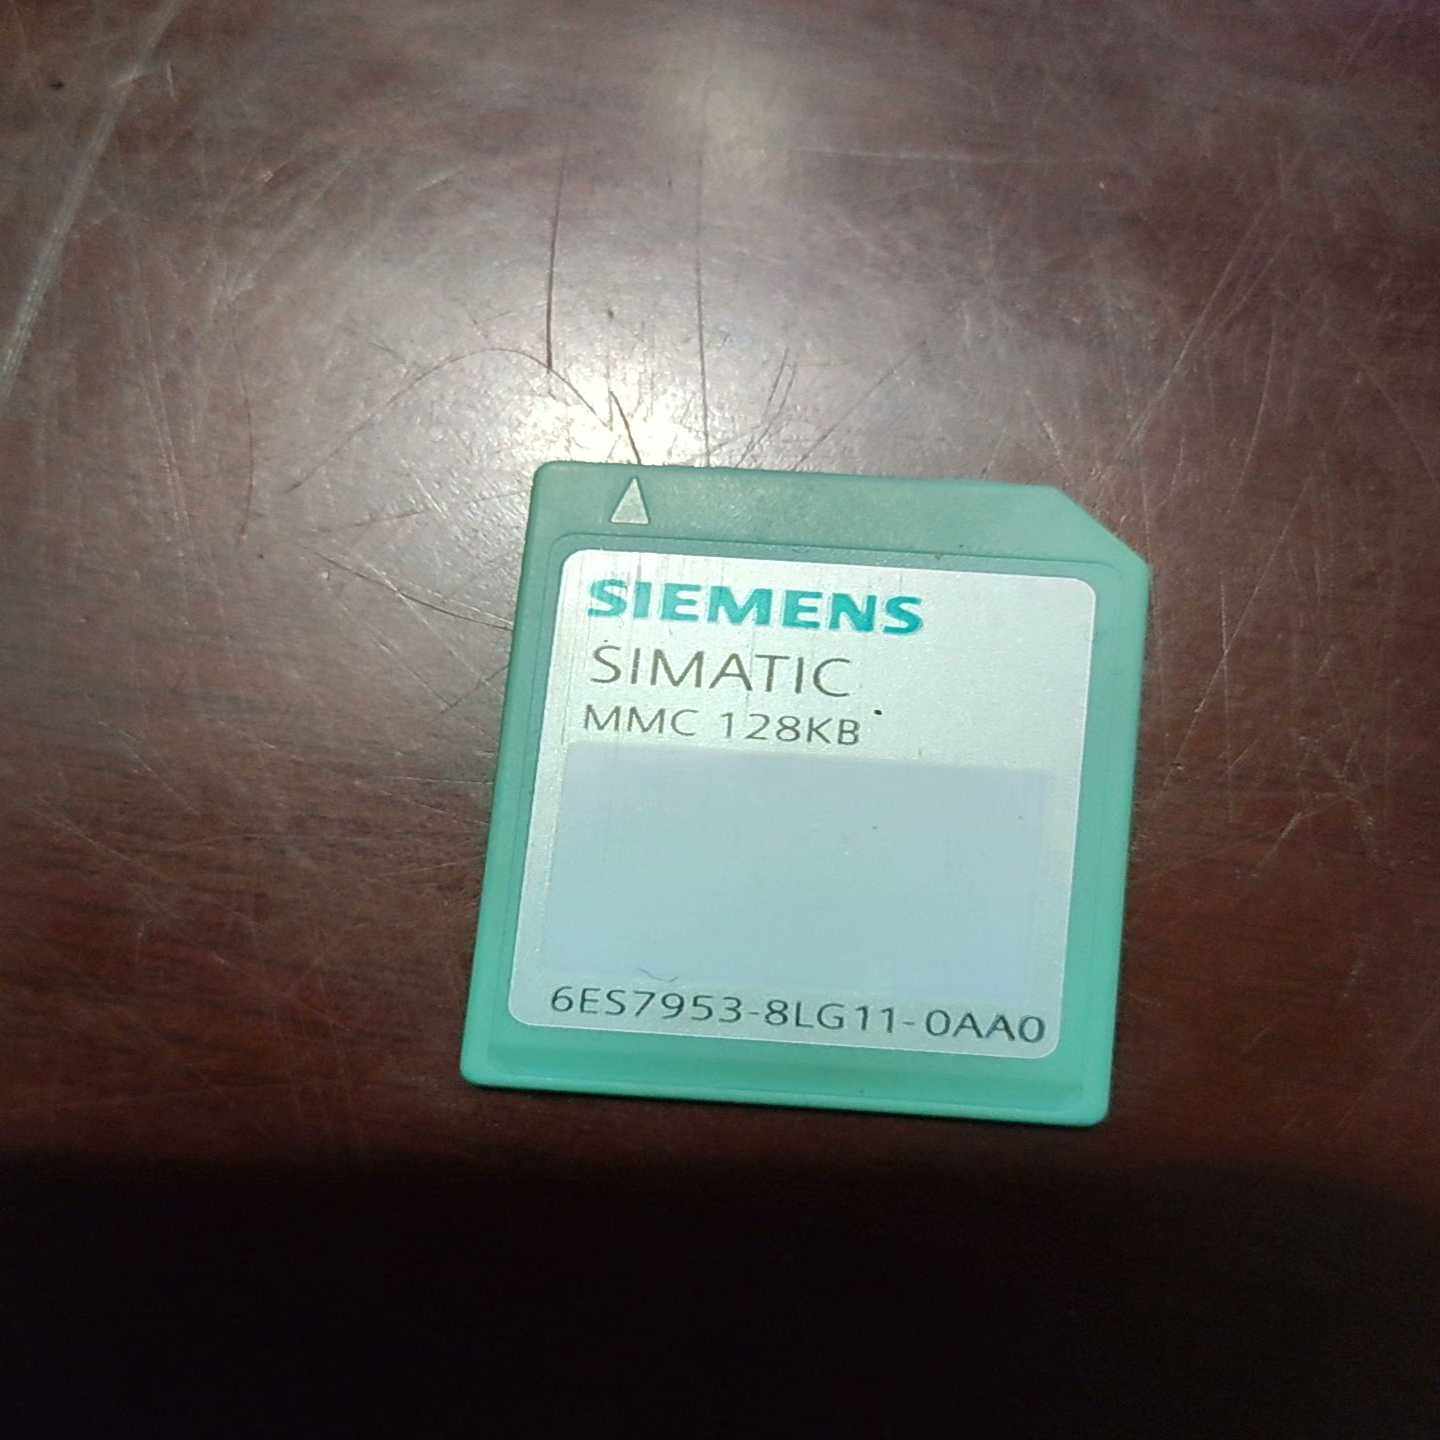 SIEMENS
SIMATIC
MMC 128KB
6ES7953-8LG11-0AA0